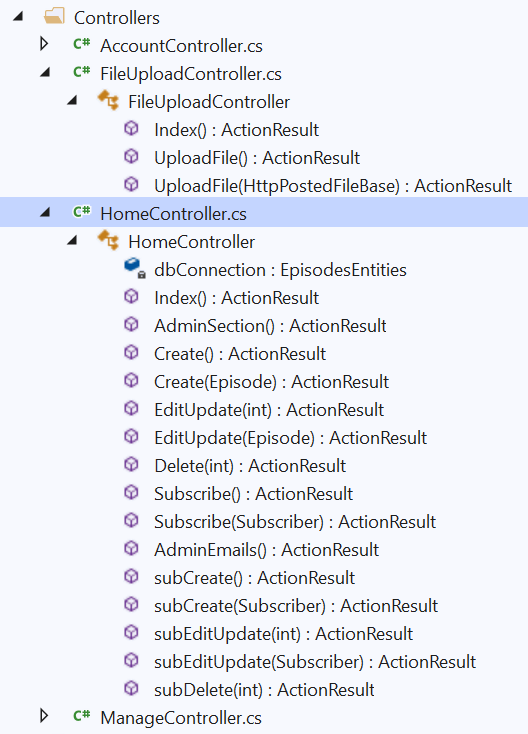 Controllers
C# AccountController.cs
C# FileUploadController.cs
FileUploadController
Index() : ActionResult
UploadFile() : ActionResult
UploadFile(HttpPostedFileBase) : ActionResult
C# HomeController.cs
HomeController
dbConnection : EpisodesEntities
Index() : ActionResult
AdminSection() : ActionResult
Create() : ActionResult
Create(Episode) : ActionResult
EditUpdate(int) : ActionResult
EditUpdate(Episode) : ActionResult
Delete(int) : ActionResult
Subscribe() : ActionResult
Subscribe(Subscriber) : ActionResult
AdminEmails() : ActionResult
subCreate() : ActionResult
subCreate(Subscriber) : ActionResult
subEditUpdate(int) : ActionResult
subEditUpdate(Subscriber) : ActionResult
subDelete(int) : ActionResult
C# ManageController.cs